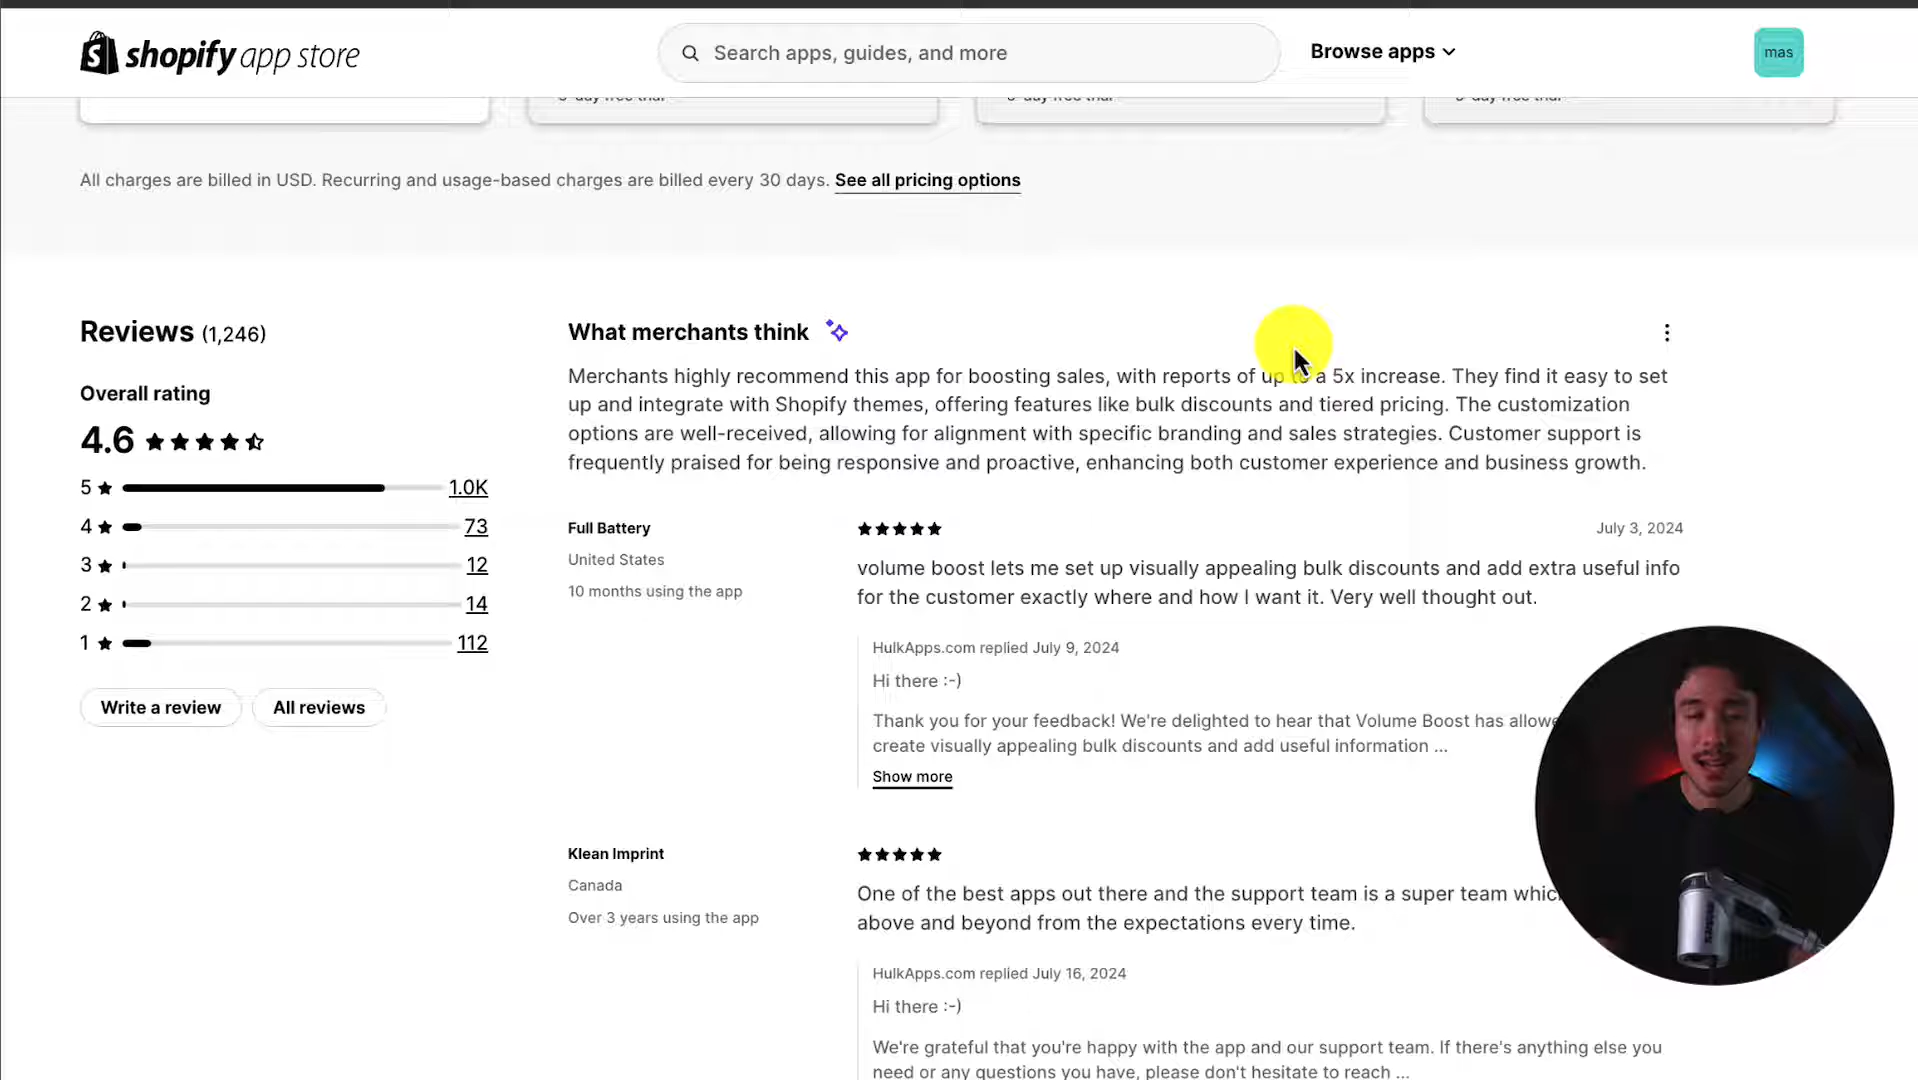 shopify app store
Search apps, guides, and more
Browse apps
mas
All charges are billed in USD. Recurring and usage-based charges are billed every 30 days. See all pricing options
Reviews (1,246)
Overall rating
4.6
5 1.0K
4 73
3 12
2 14
1 112
Write a review
All reviews
What merchants think
Merchants highly recommend this app for boosting sales, with reports of up to a 5x increase. They find it easy to set
up and integrate with Shopify themes, offering features like bulk discounts and tiered pricing. The customization
options are well-received, allowing for alignment with specific branding and sales strategies. Customer support is
frequently praised for being responsive and proactive, enhancing both customer experience and business growth.
Full Battery
United States
10 months using the app
July 3, 2024
volume boost lets me set up visually appealing bulk discounts and add extra useful info
for the customer exactly where and how I want it. Very well thought out.
HulkApps.com replied July 9, 2024
Hi there :-)
Thank you for your feedback! We're delighted to hear that Volume Boost has allowe
create visually appealing bulk discounts and add useful information ...
Show more
Klean Imprint
Canada
Over 3 years using the app
One of the best apps out there and the support team is a super team whic
above and beyond from the expectations every time.
HulkApps.com replied July 16, 2024
Hi there :-)
We're grateful that you're happy with the app and our support team. If there's anything else you
need or any questions you have, please don't hesitate to reach ...